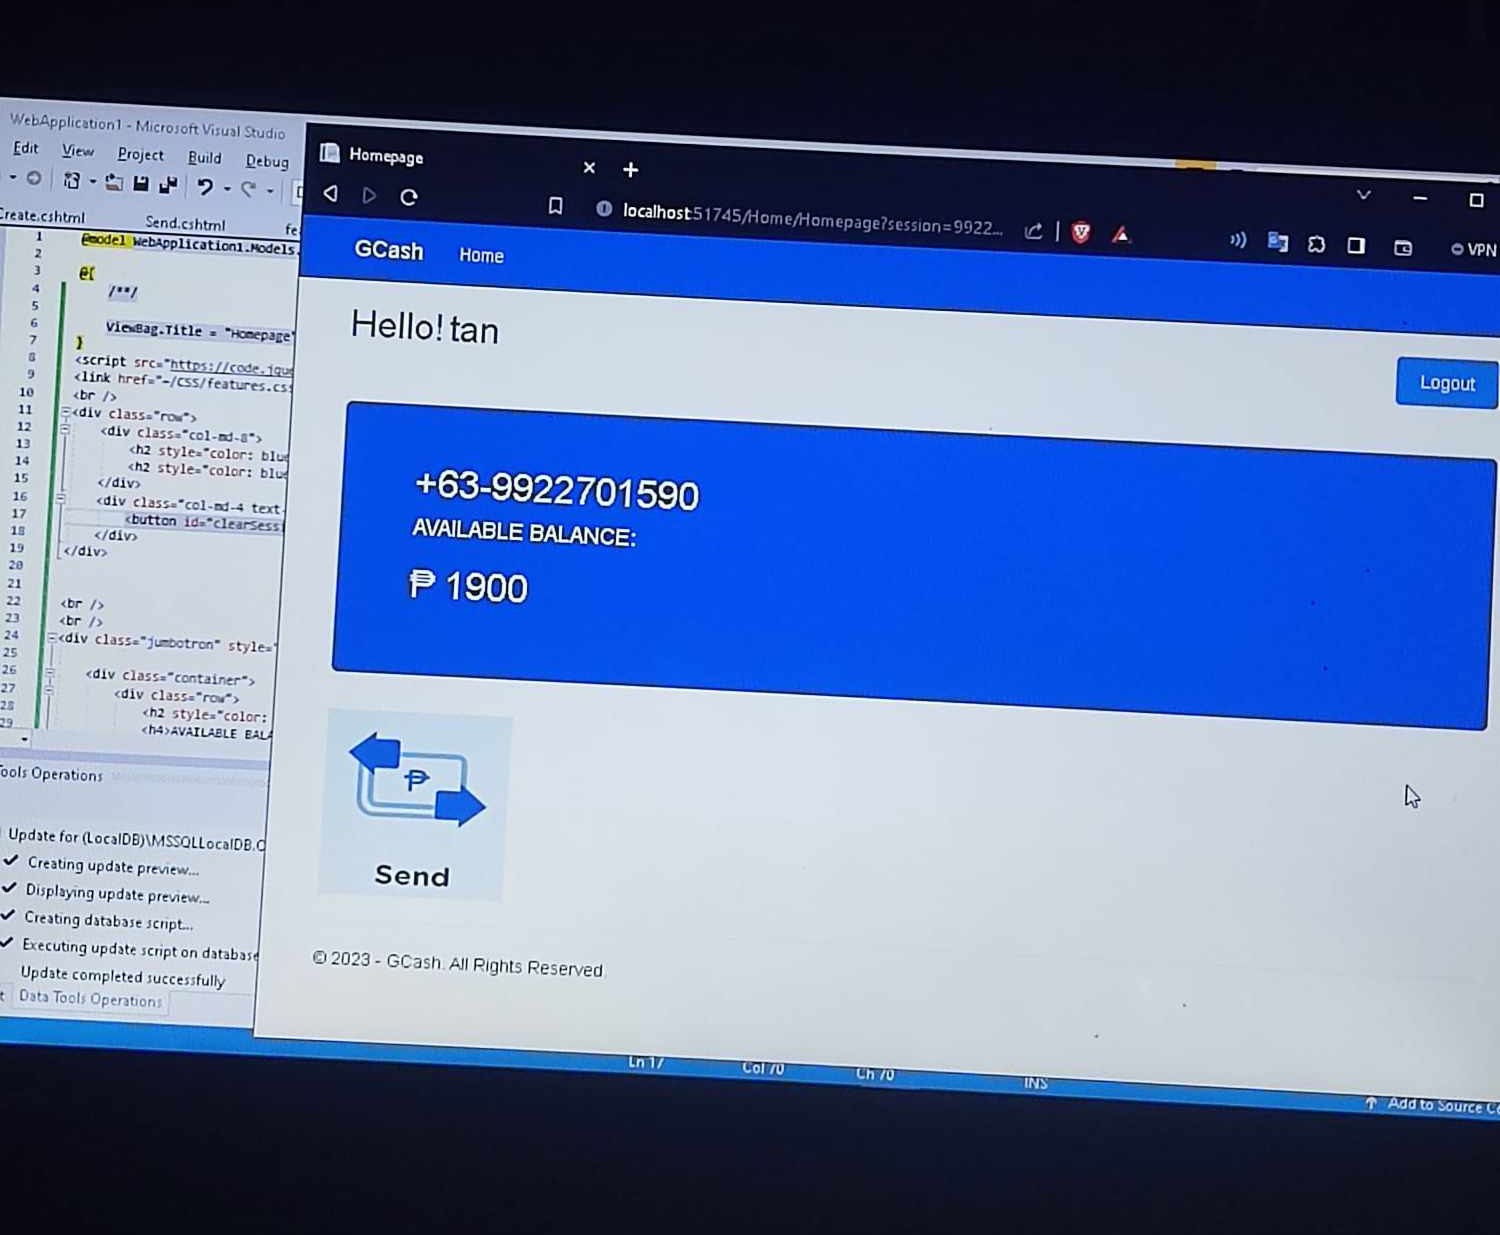 WebApplication1 - Microsoft Visual Studio
Edit View Project Build Debug
Create.cshtml Send.cshtml fe
1 @model WebApplication1.Models.
2
3 @{
4 /**/
5
6 ViewBag.Title = "Homepage"
7 }
8 <script src="https://code.jque
9 <link href="~/CSS/features.css
10 <br />
11 <div class="row">
12 <div class="col-md-8">
13 <h2 style="color: blue
14 <h2 style="color: blue
15 </div>
16 <div class="col-md-4 text-
17 <button id="clearSessi
18 </div>
19 </div>
20
21
22 <br />
23 <br />
24 <div class="jumbotron" style="
25
26 <div class="container">
27 <div class="row">
28 <h2 style="color:
29 <h4>AVAILABLE BALA
Tools Operations
Update for (LocalDB)\MSSQLLocalDB.C
Creating update preview...
Displaying update preview...
Creating database script...
Executing update script on database
Update completed successfully
t Data Tools Operations
Homepage
localhost:51745/Home/Homepage?session=9922...
VPN
GCash Home
Hello! tan
Logout
+63-9922701590
AVAILABLE BALANCE:
₱ 1900
₱
Send
© 2023 - GCash. All Rights Reserved.
Ln 17 Col 70 Ch 70 INS
Add to Source Co